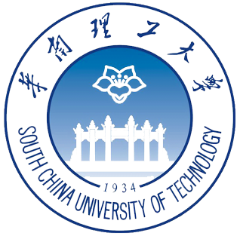 华南理工大学
1934
SOUTH CHINA UNIVERSITY OF TECHNOLOGY